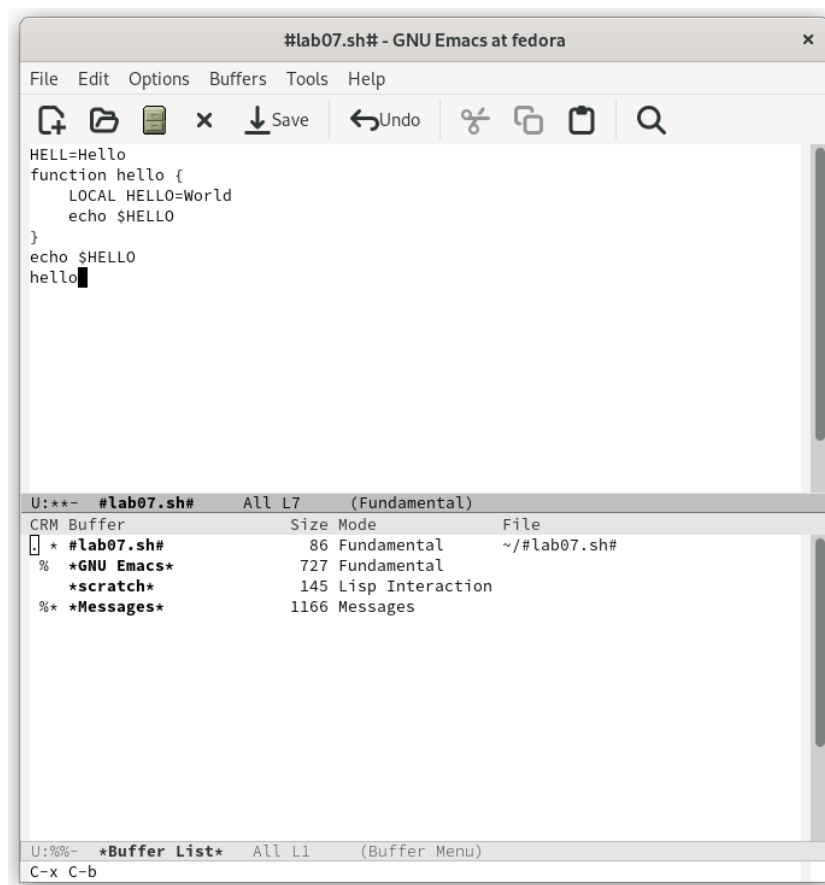 #lab07.sh# - GNU Emacs at fedora ×
File Edit Options Buffers Tools Help
Save Undo
HELL=Hello
function hello {
    LOCAL HELLO=World
    echo $HELLO
}
echo $HELLO
hello
U:**-  #lab07.sh#     All L7     (Fundamental)
CRM Buffer                Size Mode             File
. * #lab07.sh#              86 Fundamental      ~/#lab07.sh#
 %  *GNU Emacs*            727 Fundamental
    *scratch*              145 Lisp Interaction
 %* *Messages*            1166 Messages
U:%%-  *Buffer List*   All L1     (Buffer Menu)
C-x C-b